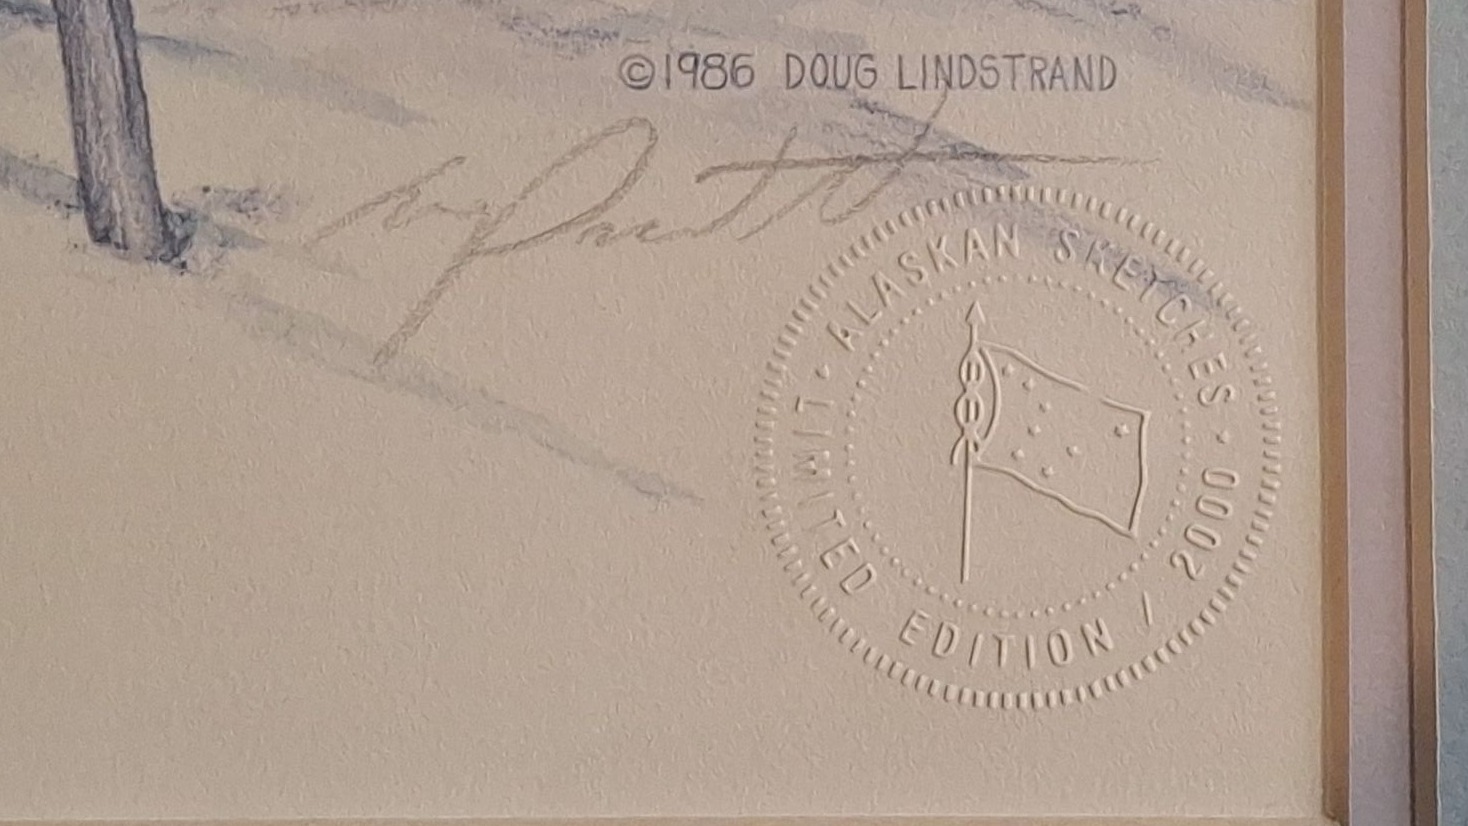 ©1986 DOUG LINDSTRAND
· ALASKAN SKETCHES · 2000 / LIMITED EDITION